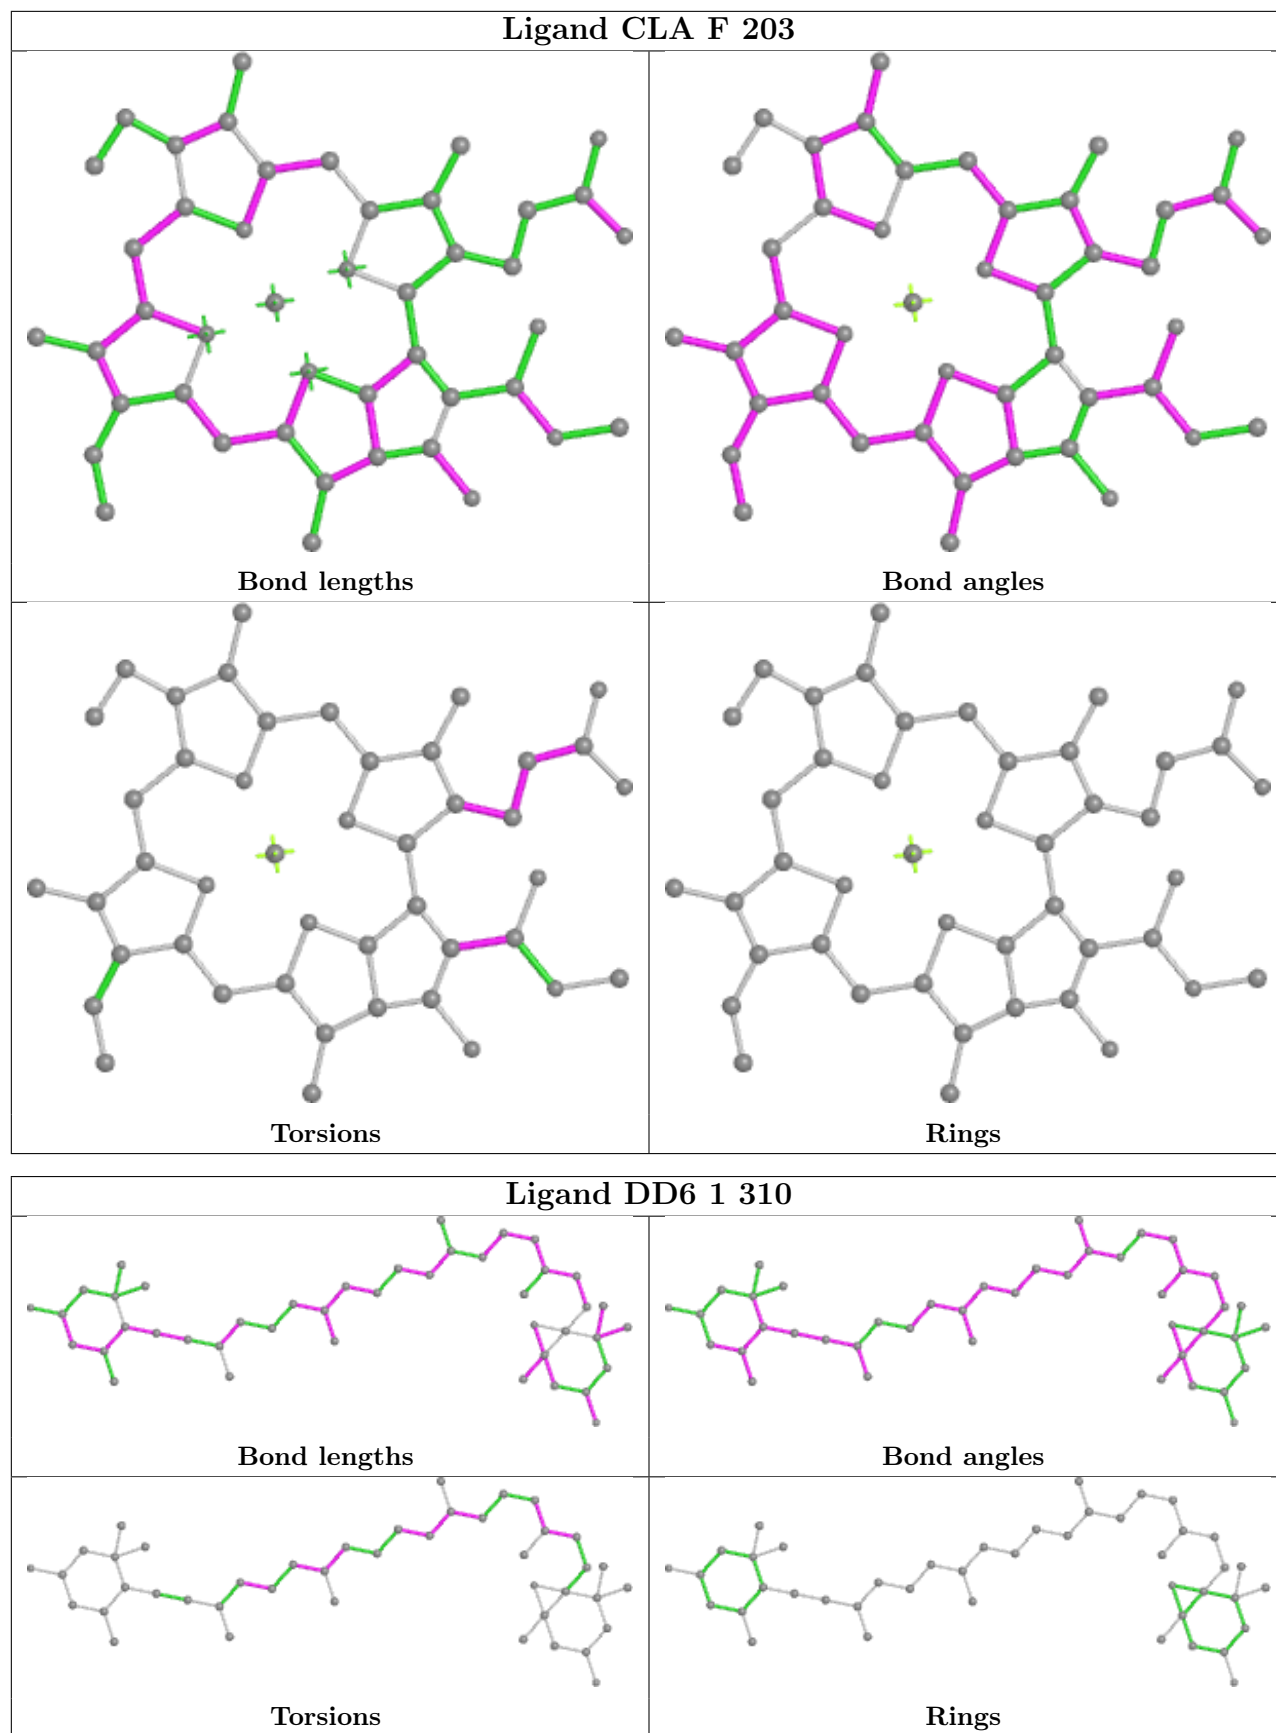 Ligand CLA F 203
Bond lengths
Bond angles
Torsions
Rings
Ligand DD6 1 310
Bond lengths
Bond angles
Torsions
Rings